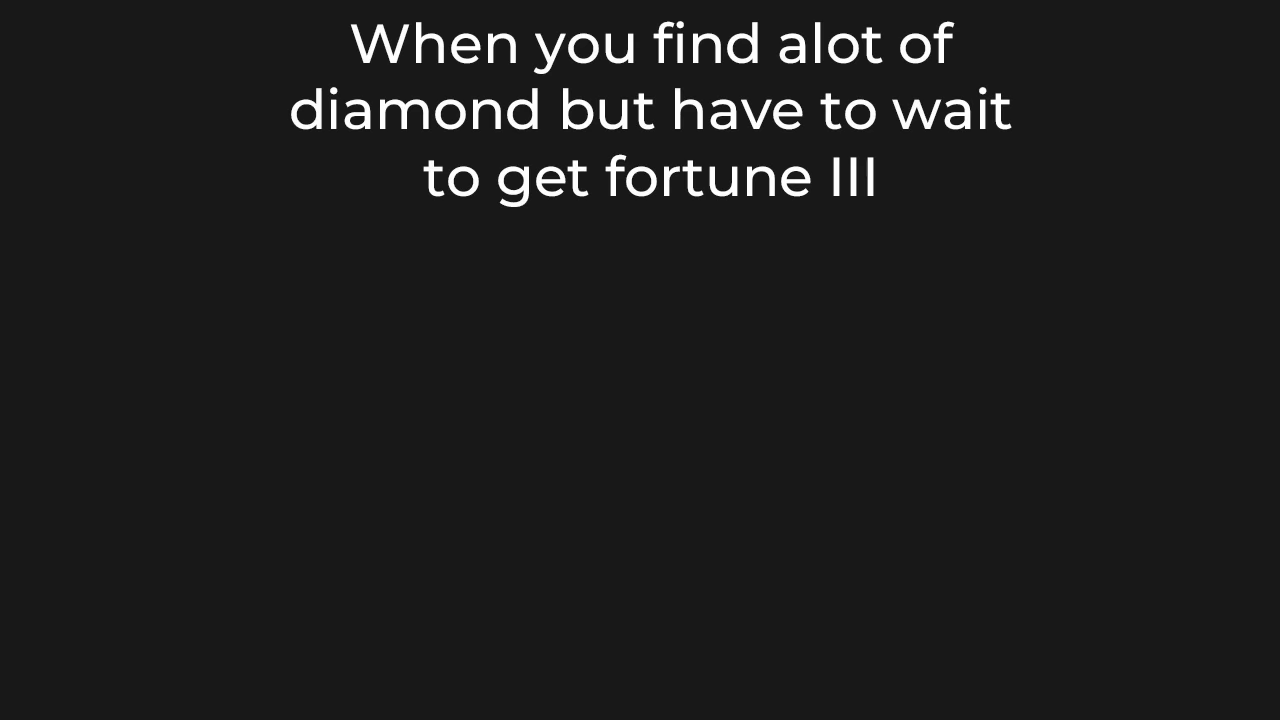 When you find alot of
diamond but have to wait
to get fortune III